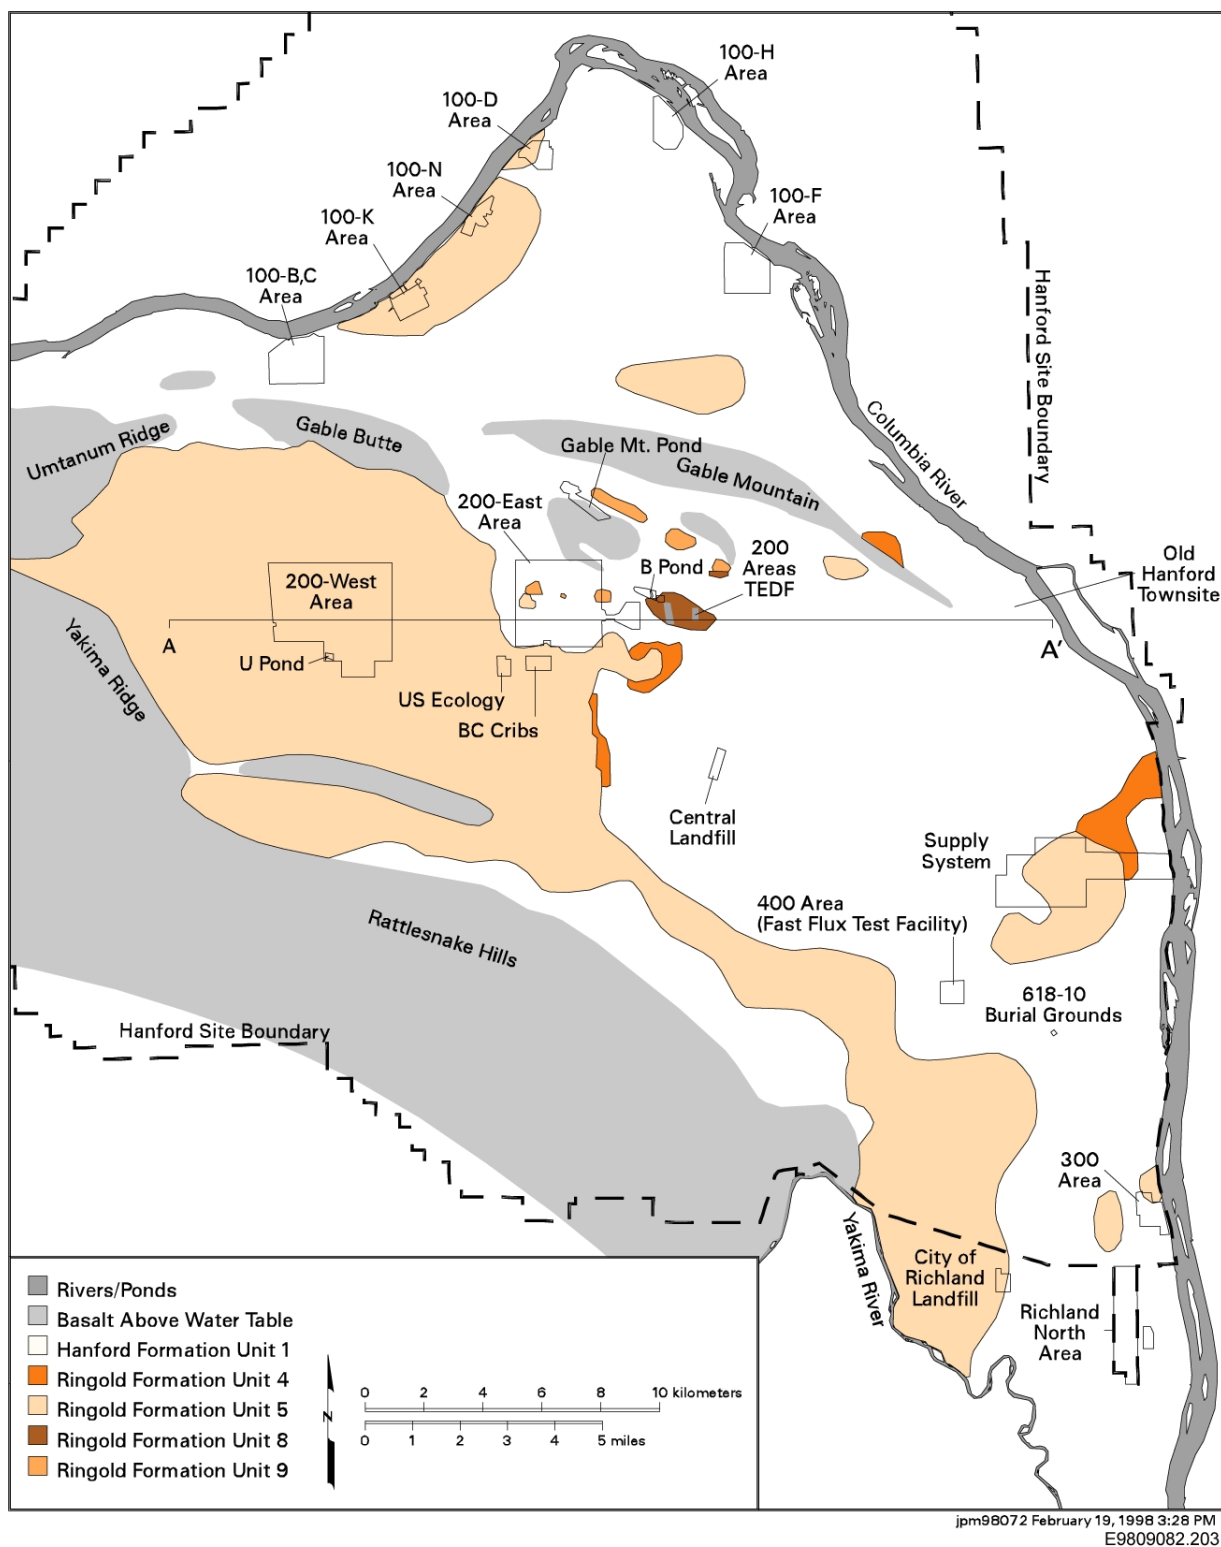 100-H
Area
100-D
Area
100-N
Area
100-K
Area
100-F
Area
100-B,C
Area
Hanford Site Boundary
Columbia River
Umtanum Ridge
Gable Butte
Gable Mt. Pond
Gable Mountain
200-East
Area
B Pond
200
Areas
TEDF
Old
Hanford
Townsite
200-West
Area
A
A′
U Pond
Yakima Ridge
US Ecology
BC Cribs
Central
Landfill
Supply
System
400 Area
(Fast Flux Test Facility)
Rattlesnake Hills
618-10
Burial Grounds
Hanford Site Boundary
300
Area
Yakima River
City of
Richland
Landfill
Richland
North
Area
Rivers/Ponds
Basalt Above Water Table
Hanford Formation Unit 1
Ringold Formation Unit 4
Ringold Formation Unit 5
Ringold Formation Unit 8
Ringold Formation Unit 9
N
0 2 4 6 8 10 kilometers
0 1 2 3 4 5 miles
jpm98072 February 19, 1998 3:28 PM
E9809082.203